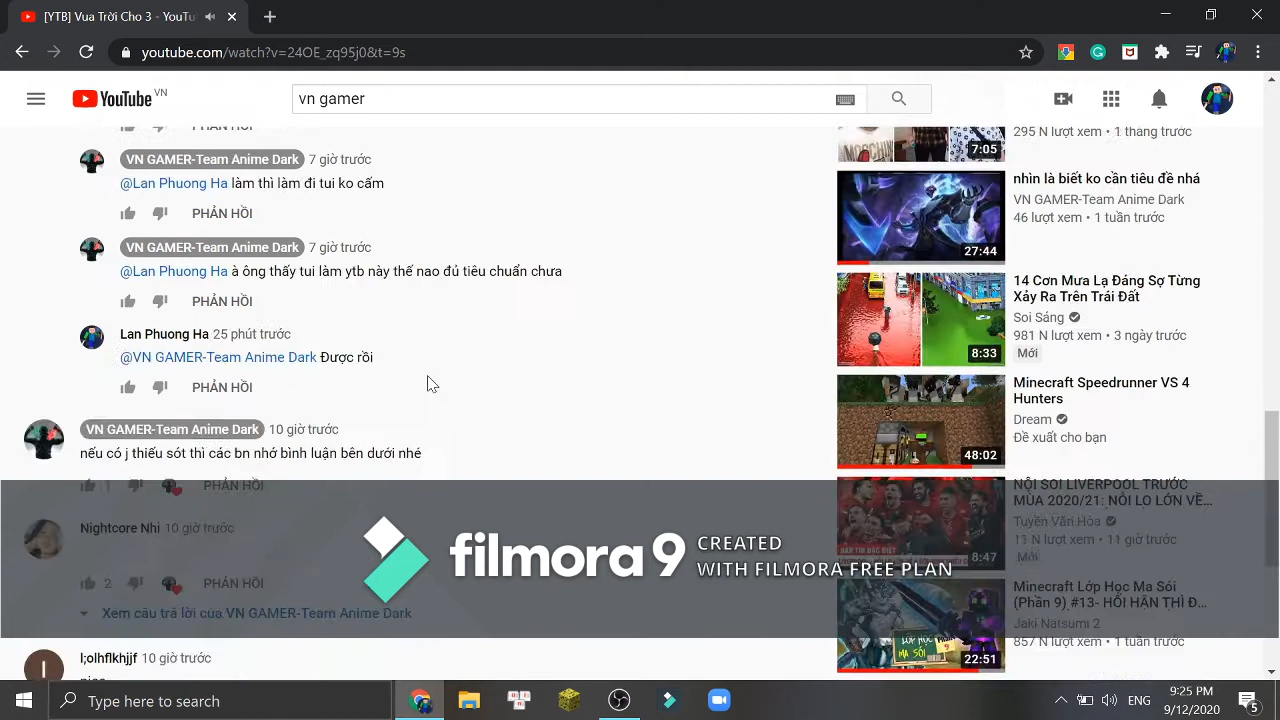 [YTB] Vua Trời Cho 3 - YouTu
youtube.com/watch?v=24OE_zq95j0&t=9s
YouTube VN
vn gamer
PHẢN HỒI
VN GAMER-Team Anime Dark 7 giờ trước
@Lan Phuong Ha làm thì làm đi tui ko cấm
PHẢN HỒI
VN GAMER-Team Anime Dark 7 giờ trước
@Lan Phuong Ha à ông thấy tui làm ytb này thế nao đủ tiêu chuẩn chưa
PHẢN HỒI
Lan Phuong Ha 25 phút trước
@VN GAMER-Team Anime Dark Được rồi
PHẢN HỒI
VN GAMER-Team Anime Dark 10 giờ trước
nếu có j thiếu sót thì các bn nhớ bình luận bên dưới nhé
1 PHẢN HỒI
Nightcore Nhi 10 giờ trước
2 PHẢN HỒI
Xem câu trả lời của VN GAMER-Team Anime Dark
l;olhflkhjjf 10 giờ trước
295 N lượt xem • 1 tháng trước
7:05
nhìn là biết ko cần tiêu đề nhá
VN GAMER-Team Anime Dark
46 lượt xem • 1 tuần trước
27:44
14 Cơn Mưa Lạ Đáng Sợ Từng
Xảy Ra Trên Trái Đất
Soi Sáng
981 N lượt xem • 3 ngày trước
8:33
Mới
Minecraft Speedrunner VS 4
Hunters
Dream
Đề xuất cho bạn
48:02
NỘI SOI LIVERPOOL TRƯỚC
MÙA 2020/21: NỖI LO LỚN VỀ...
Tuyền Văn Hóa
11 N lượt xem • 11 giờ trước
8:47
Mới
Minecraft Lớp Học Ma Sói
(Phần 9) #13- HỐI HẬN THÌ Đ...
Jaki Natsumi 2
857 N lượt xem • 1 tuần trước
LỚP HỌC
MA SÓI
22:51
filmora 9 CREATED
WITH FILMORA FREE PLAN
Type here to search
ENG
9:25 PM
9/12/2020
5